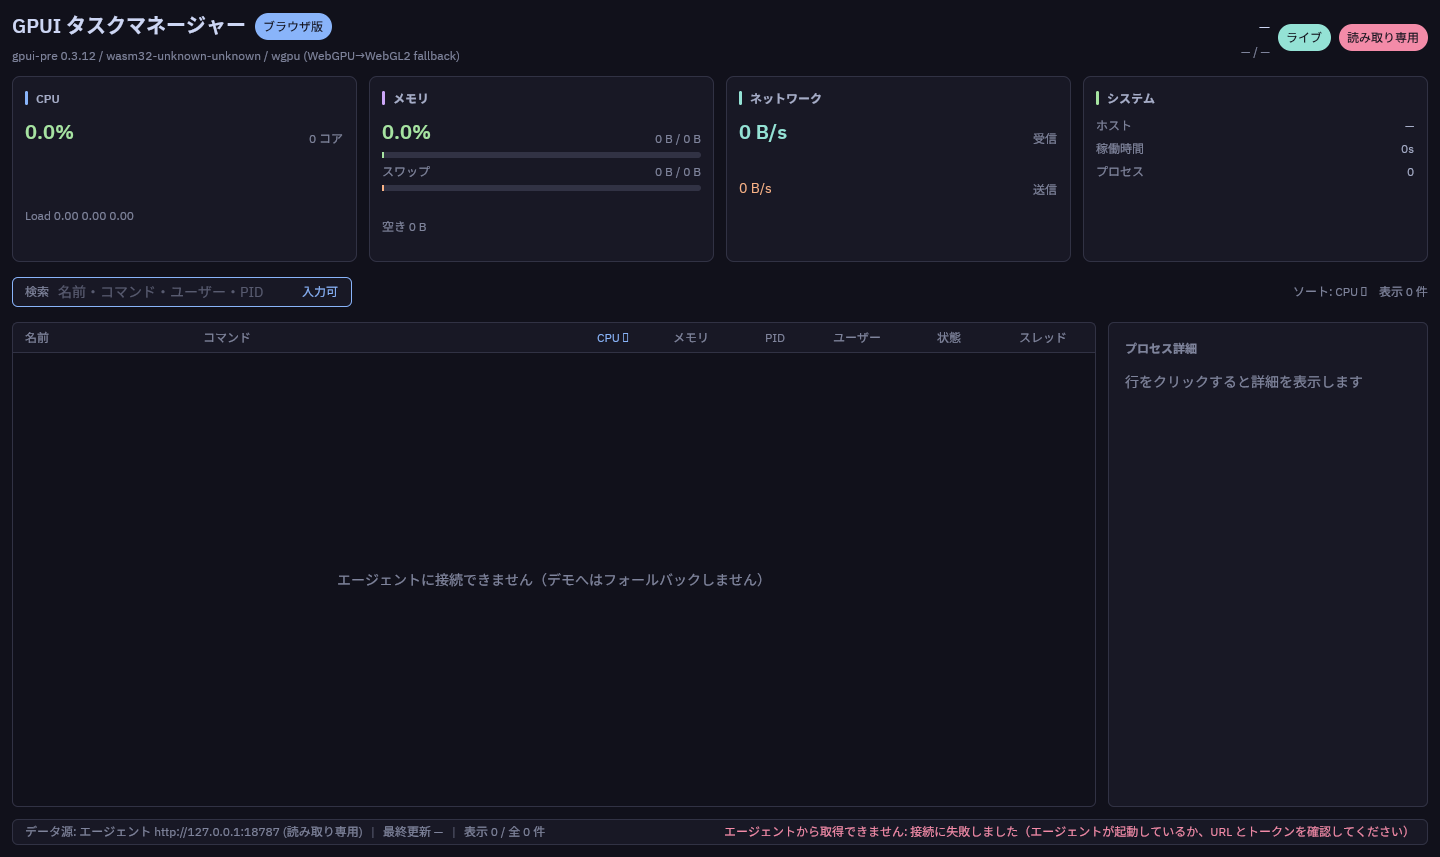 GPUI タスクマネージャー ブラウザ版
gpui-pre 0.3.12 / wasm32-unknown-unknown / wgpu (WebGPU→WebGL2 fallback)
—
— / —
ライブ 読み取り専用
CPU
0.0%
0 コア
Load 0.00 0.00 0.00
メモリ
0.0%
0 B / 0 B
スワップ 0 B / 0 B
空き 0 B
ネットワーク
0 B/s 受信
0 B/s 送信
システム
ホスト —
稼働時間 0s
プロセス 0
検索 名前・コマンド・ユーザー・PID 入力可
ソート: CPU 表示 0 件
名前 コマンド CPU メモリ PID ユーザー 状態 スレッド
エージェントに接続できません（デモへはフォールバックしません）
プロセス詳細
行をクリックすると詳細を表示します
データ源: エージェント http://127.0.0.1:18787 (読み取り専用) | 最終更新 — | 表示 0 / 全 0 件
エージェントから取得できません: 接続に失敗しました（エージェントが起動しているか、URL とトークンを確認してください）